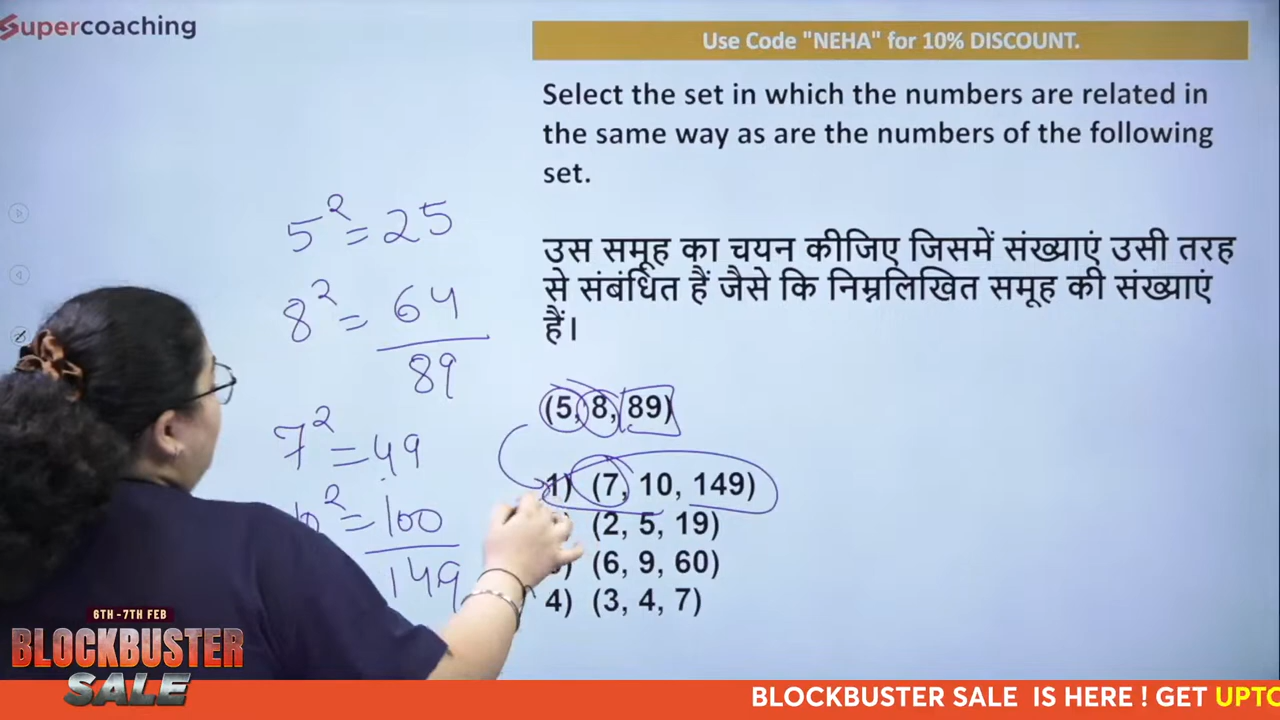 Supercoaching
Use Code "NEHA" for 10% DISCOUNT.
Select the set in which the numbers are related in
the same way as are the numbers of the following
set.
उस समूह का चयन कीजिए जिसमें संख्याएं उसी तरह
से संबंधित हैं जैसे कि निम्नलिखित समूह की संख्याएं
हैं।
(5, 8, 89)
1) (7, 10, 149)
(2, 5, 19)
(6, 9, 60)
4) (3, 4, 7)
5² = 25
8² = 64
89
7² = 49
10² = 100
149
6TH -7TH FEB
BLOCKBUSTER
SALE
BLOCKBUSTER SALE IS HERE ! GET UPTO